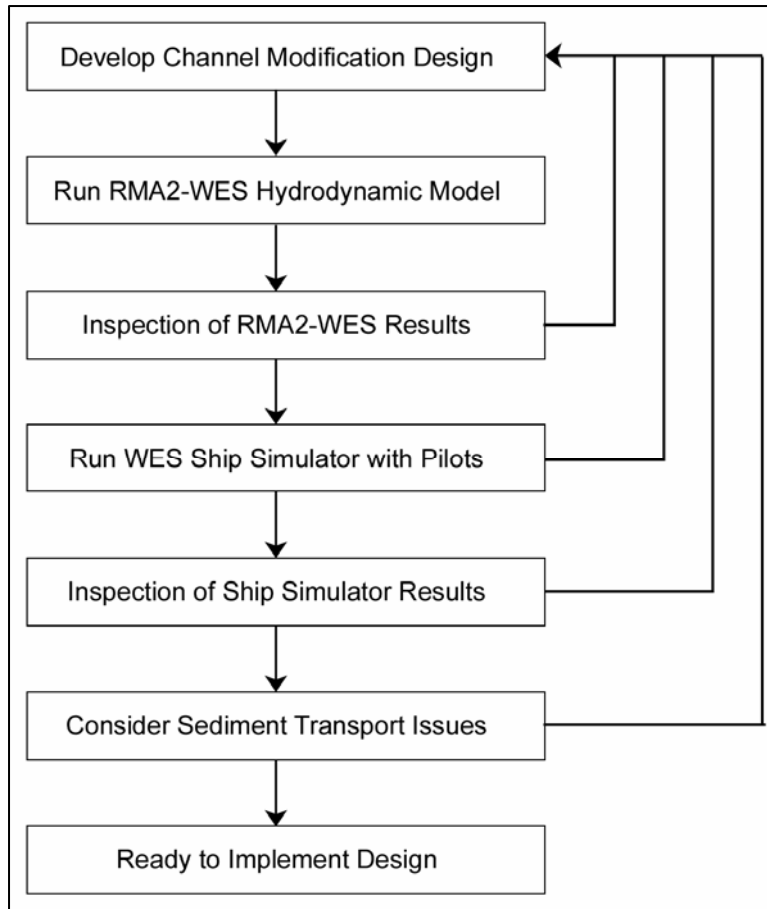 Develop Channel Modification Design
Run RMA2-WES Hydrodynamic Model
Inspection of RMA2-WES Results
Run WES Ship Simulator with Pilots
Inspection of Ship Simulator Results
Consider Sediment Transport Issues
Ready to Implement Design